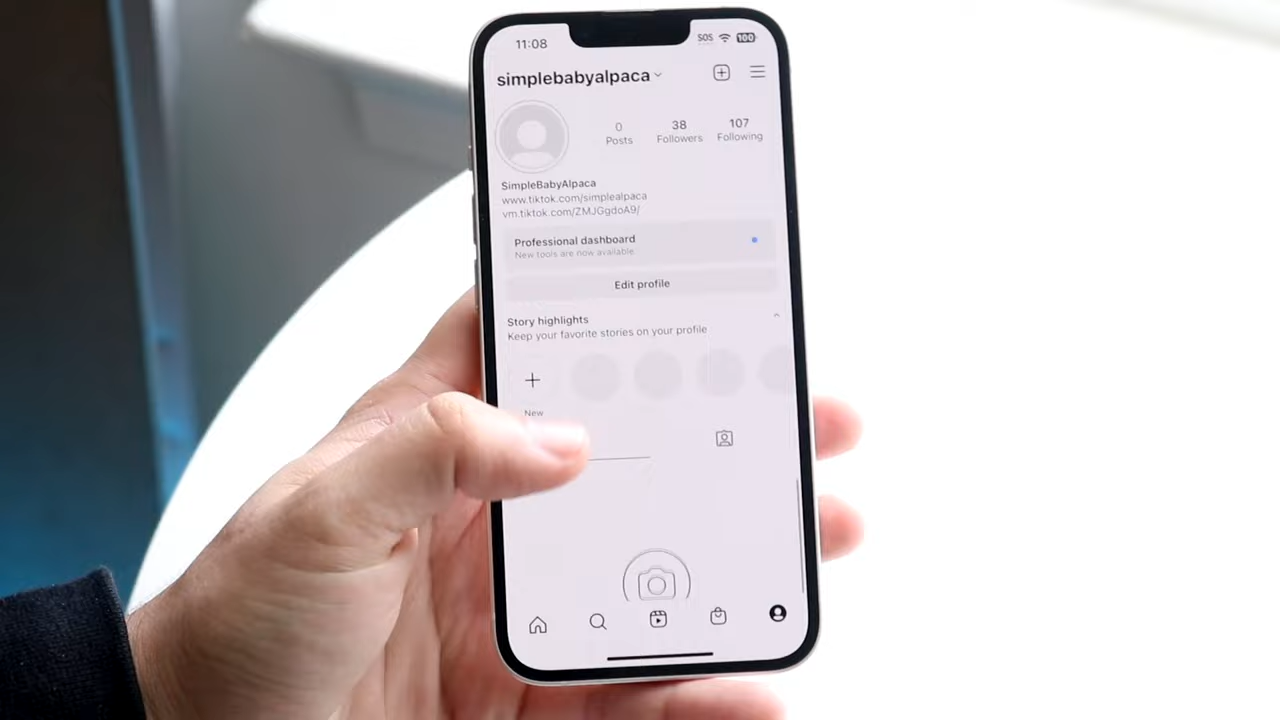 11:08 SOS 100
simplebabyalpaca
0 38 107
Posts Followers Following
SimpleBabyAlpaca
www.tiktok.com/simplealpaca
vm.tiktok.com/ZMJGgdoA9/
Professional dashboard
New tools are now available.
Edit profile
Story highlights
Keep your favorite stories on your profile
New